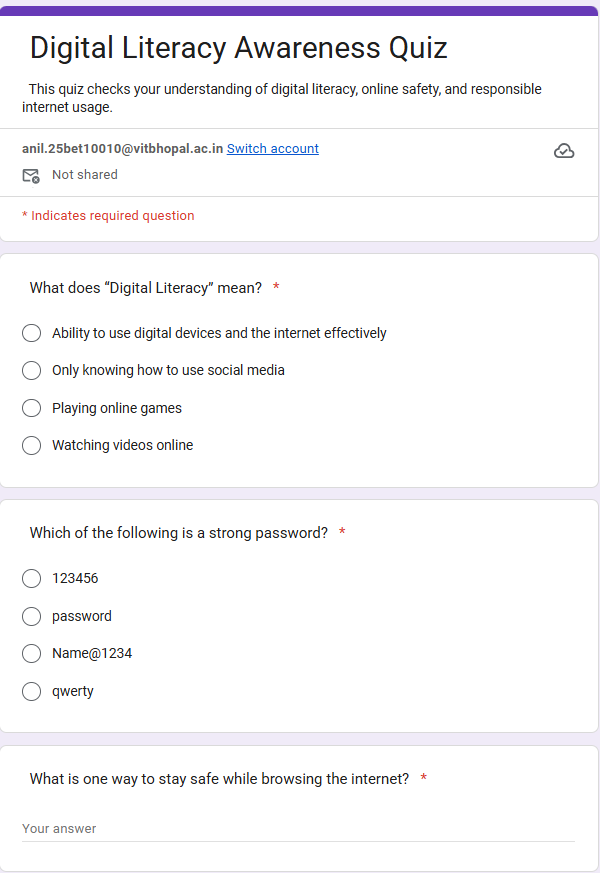 Digital Literacy Awareness Quiz
This quiz checks your understanding of digital literacy, online safety, and responsible
internet usage.
anil.25bet10010@vitbhopal.ac.in Switch account
Not shared
* Indicates required question
What does “Digital Literacy” mean? *
Ability to use digital devices and the internet effectively
Only knowing how to use social media
Playing online games
Watching videos online
Which of the following is a strong password? *
123456
password
Name@1234
qwerty
What is one way to stay safe while browsing the internet? *
Your answer